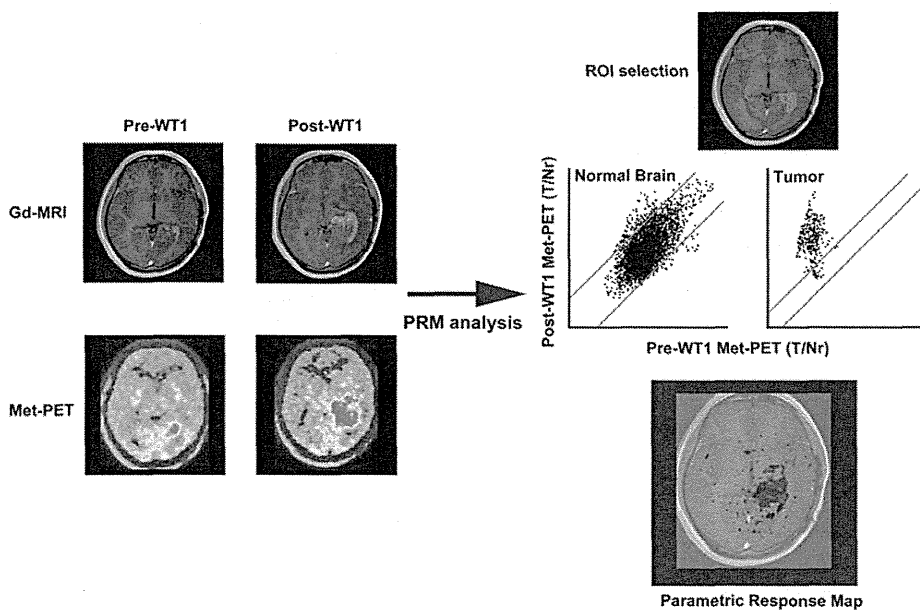 ROI selection
Pre-WT1
Post-WT1
Gd-MRI
Normal Brain
Tumor
Post-WT1 Met-PET (T/Nr)
PRM analysis
Pre-WT1 Met-PET (T/Nr)
Met-PET
Parametric Response Map